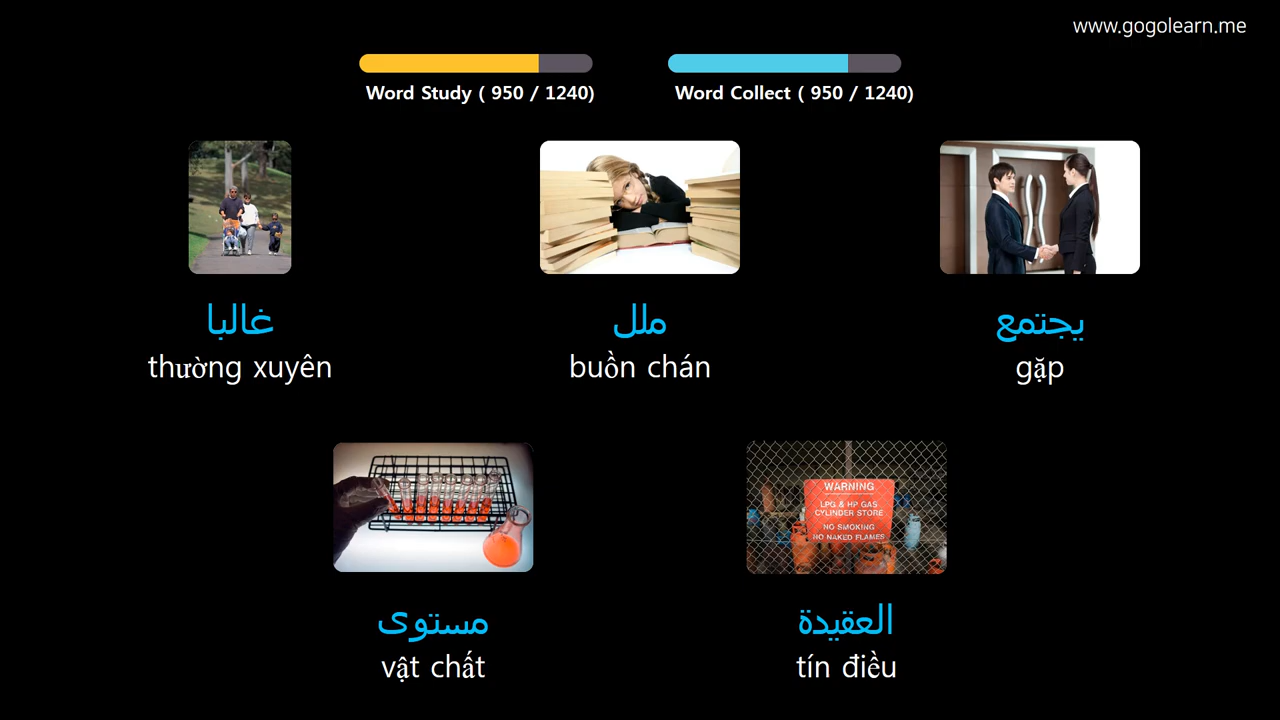 www.gogolearn.me
Word Study ( 950 / 1240)
Word Collect ( 950 / 1240)
غالبا
thường xuyên
ملل
buồn chán
يجتمع
gặp
WARNING
LPG & HP GAS
CYLINDER STORE
NO SMOKING
NO NAKED FLAMES
مستوى
vật chất
العقيدة
tín điều